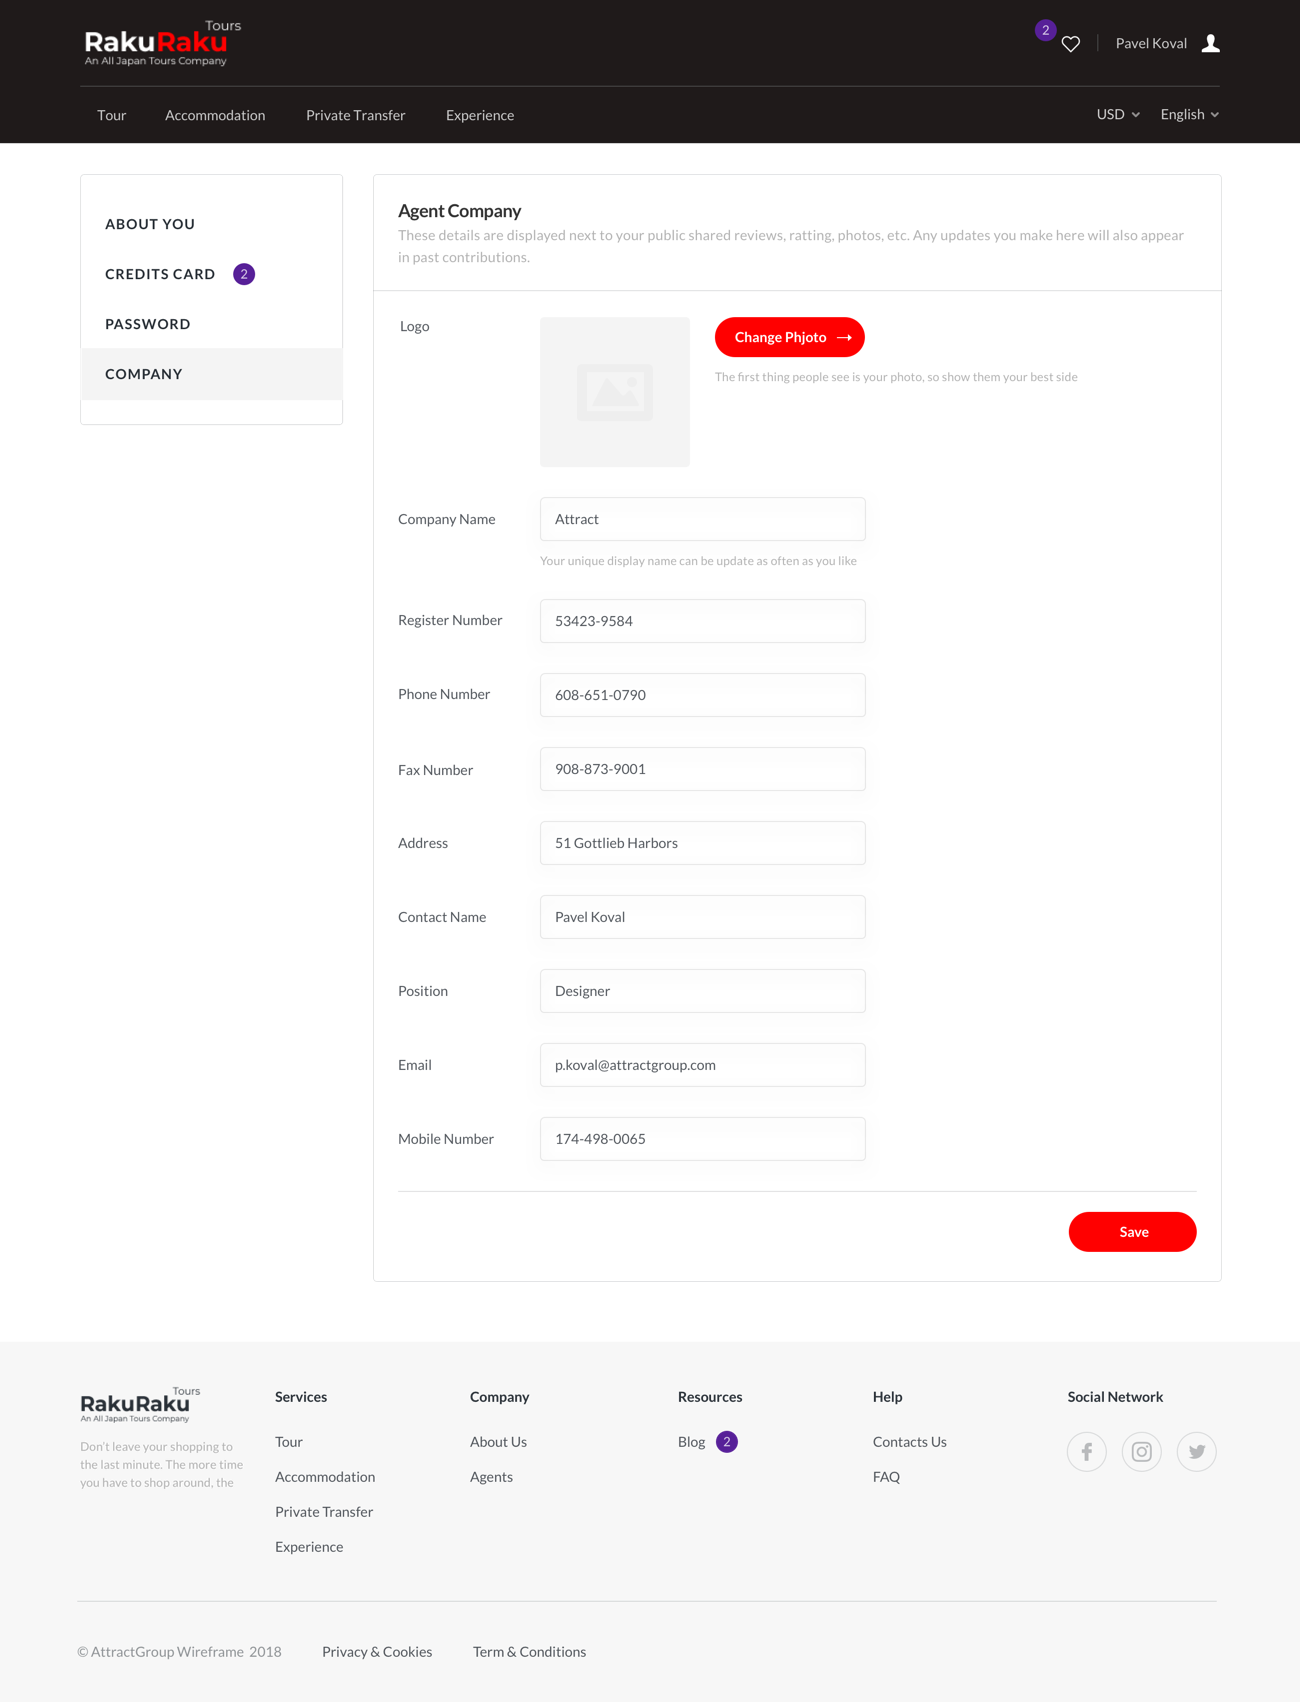 Tours
RakuRaku
An All Japan Tours Company
2
Pavel Koval
Tour
Accommodation
Private Transfer
Experience
USD
English
ABOUT YOU
CREDITS CARD 2
PASSWORD
COMPANY
Agent Company
These details are displayed next to your public shared reviews, ratting, photos, etc. Any updates you make here will also appear
in past contributions.
Logo
Change Phjoto
The first thing people see is your photo, so show them your best side
Company Name
Attract
Your unique display name can be update as often as you like
Register Number
53423-9584
Phone Number
608-651-0790
Fax Number
908-873-9001
Address
51 Gottlieb Harbors
Contact Name
Pavel Koval
Position
Designer
Email
p.koval@attractgroup.com
Mobile Number
174-498-0065
Save
Tours
RakuRaku
An All Japan Tours Company
Don't leave your shopping to
the last minute. The more time
you have to shop around, the
Services
Tour
Accommodation
Private Transfer
Experience
Company
About Us
Agents
Resources
Blog 2
Help
Contacts Us
FAQ
Social Network
© AttractGroup Wireframe 2018
Privacy & Cookies
Term & Conditions